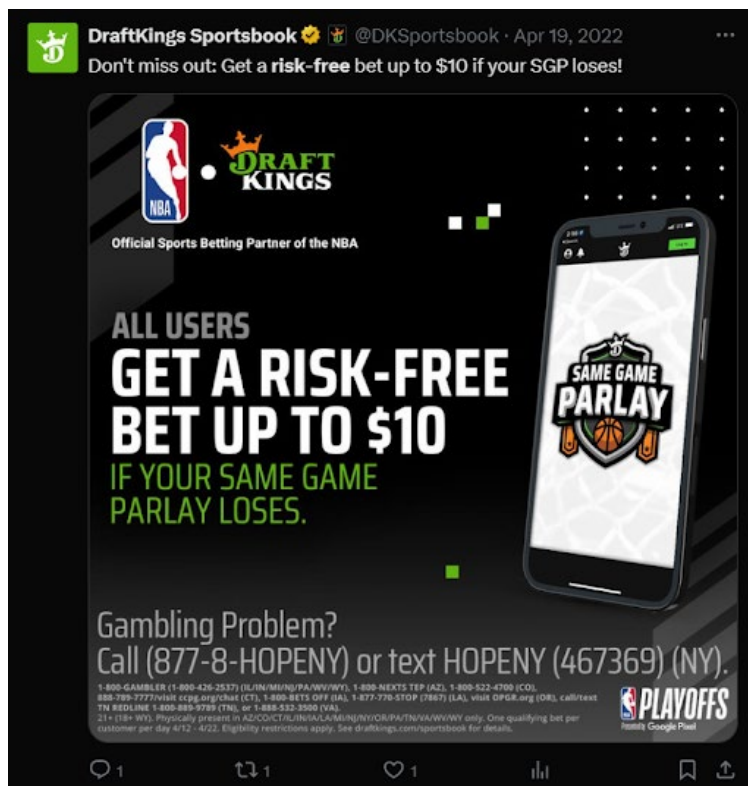 DraftKings Sportsbook @DKSportsbook · Apr 19, 2022
Don't miss out: Get a risk-free bet up to $10 if your SGP loses!
NBA
DRAFT
KINGS
Official Sports Betting Partner of the NBA
ALL USERS
GET A RISK-FREE
BET UP TO $10
IF YOUR SAME GAME
PARLAY LOSES.
SAME GAME
PARLAY
Gambling Problem?
Call (877-8-HOPENY) or text HOPENY (467369) (NY).
1-800-GAMBLER (1-800-426-2537) (IL/IN/MI/NJ/PA/WV/WY), 1-800-NEXTS TEP (AZ), 1-800-522-4700 (CO),
888-789-7777/visit ccpg.org/chat (CT), 1-800-BETS OFF (IA), 1-877-770-STOP (7867) (LA), visit OPGR.org (OR), call/text
TN REDLINE 1-800-889-9789 (TN), or 1-888-532-3500 (VA).
21+ (18+ WY). Physically present in AZ/CO/CT/IL/IN/IA/LA/MI/NJ/NY/OR/PA/TN/VA/WV/WY only. One qualifying bet per
customer per day 4/12 - 4/22. Eligibility restrictions apply. See draftkings.com/sportsbook for details.
PLAYOFFS
Presented by Google Pixel
1 1 1